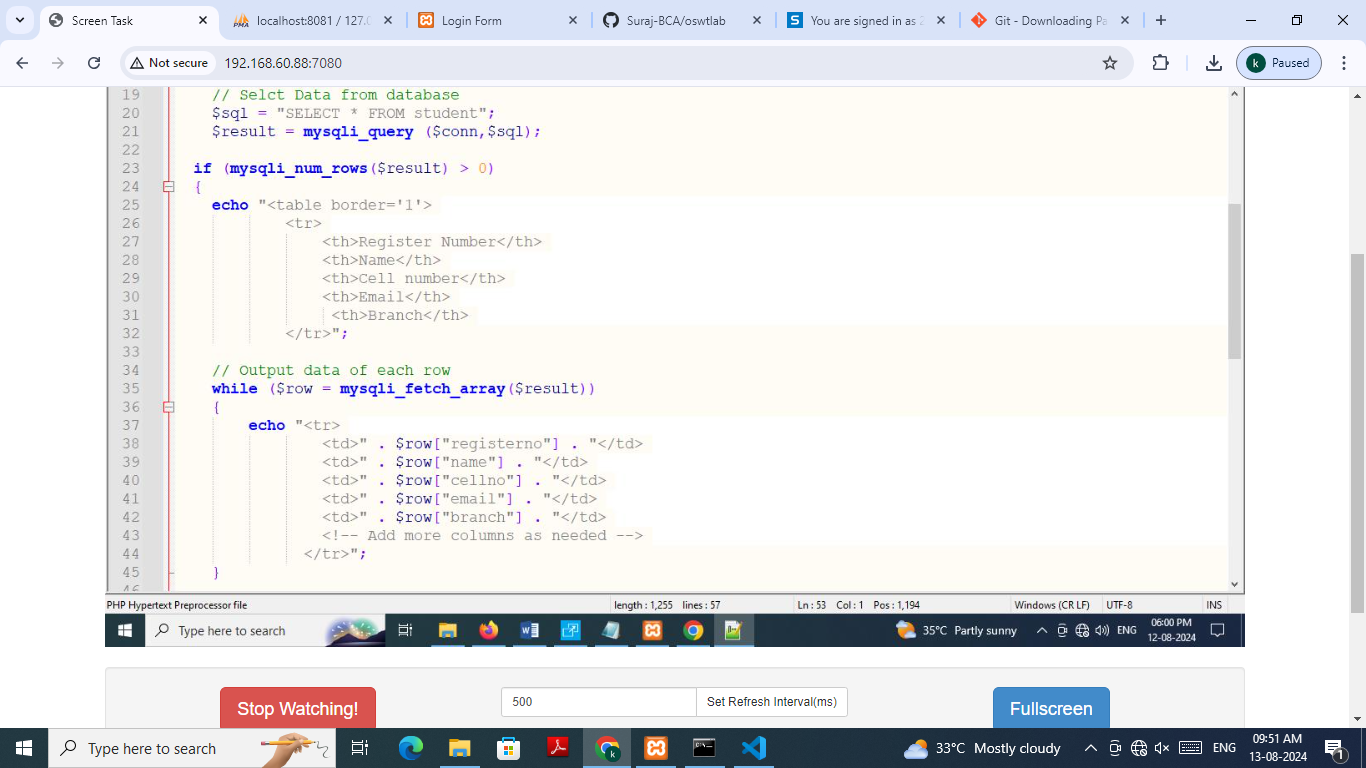 Screen Task
localhost:8081 / 127.0
Login Form
Suraj-BCA/oswtlab
You are signed in as 2
Git - Downloading Pa
Not secure
192.168.60.88:7080
k Paused
19 // Selct Data from database
20 $sql = "SELECT * FROM student";
21 $result = mysqli_query ($conn,$sql);
22
23 if (mysqli_num_rows($result) > 0)
24 {
25 echo "<table border='1'>
26 <tr>
27 <th>Register Number</th>
28 <th>Name</th>
29 <th>Cell number</th>
30 <th>Email</th>
31 <th>Branch</th>
32 </tr>";
33
34 // Output data of each row
35 while ($row = mysqli_fetch_array($result))
36 {
37 echo "<tr>
38 <td>" . $row["registerno"] . "</td>
39 <td>" . $row["name"] . "</td>
40 <td>" . $row["cellno"] . "</td>
41 <td>" . $row["email"] . "</td>
42 <td>" . $row["branch"] . "</td>
43 <!-- Add more columns as needed -->
44 </tr>";
45 }
46
PHP Hypertext Preprocessor file length : 1,255 lines : 57 Ln : 53 Col : 1 Pos : 1,194 Windows (CR LF) UTF-8 INS
Type here to search
35°C Partly sunny
ENG
06:00 PM
12-08-2024
Stop Watching!
500
Set Refresh Interval(ms)
Fullscreen
Type here to search
33°C Mostly cloudy
ENG
09:51 AM
13-08-2024
1